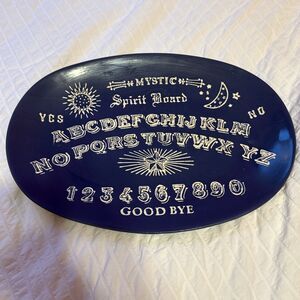 MYSTIC
Spirit Board
YES NO
ABCDEFGHIJKLM
NOPQRSTUVWXYZ
1234567890
GOOD BYE